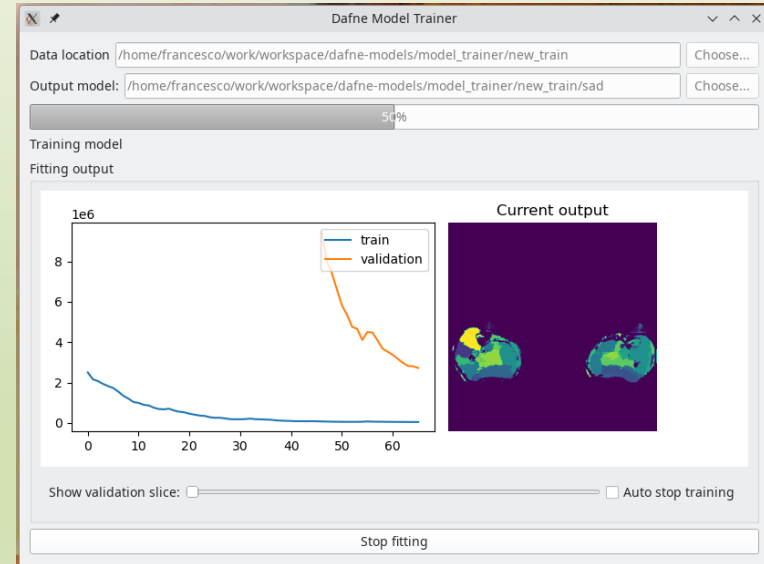 Dafne Model Trainer
Data location /home/francesco/work/workspace/dafne-models/model_trainer/new_train Choose...
Output model: /home/francesco/work/workspace/dafne-models/model_trainer/new_train/sad Choose...
50%
Training model
Fitting output
Current output
1e6
train
validation
8
6
4
2
0
0 10 20 30 40 50 60
Show validation slice: Auto stop training
Stop fitting